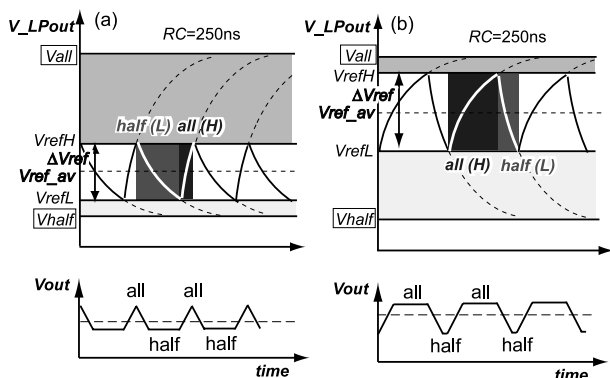 V_LPout
(a)
RC=250ns
Vall
half (L)
all (H)
VrefH
ΔVref
Vref_av
VrefL
Vhalf
Vout
all
all
half
half
time
V_LPout
(b)
RC=250ns
Vall
VrefH
ΔVref
Vref_av
VrefL
all (H)
half (L)
Vhalf
Vout
all
all
half
half
time